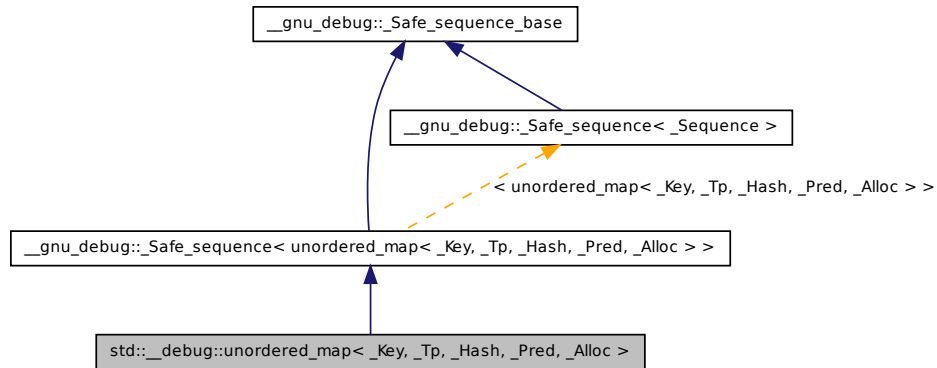 __gnu_debug::_Safe_sequence_base
__gnu_debug::_Safe_sequence< _Sequence >
< unordered_map< _Key, _Tp, _Hash, _Pred, _Alloc > >
__gnu_debug::_Safe_sequence< unordered_map< _Key, _Tp, _Hash, _Pred, _Alloc > >
std::__debug::unordered_map< _Key, _Tp, _Hash, _Pred, _Alloc >